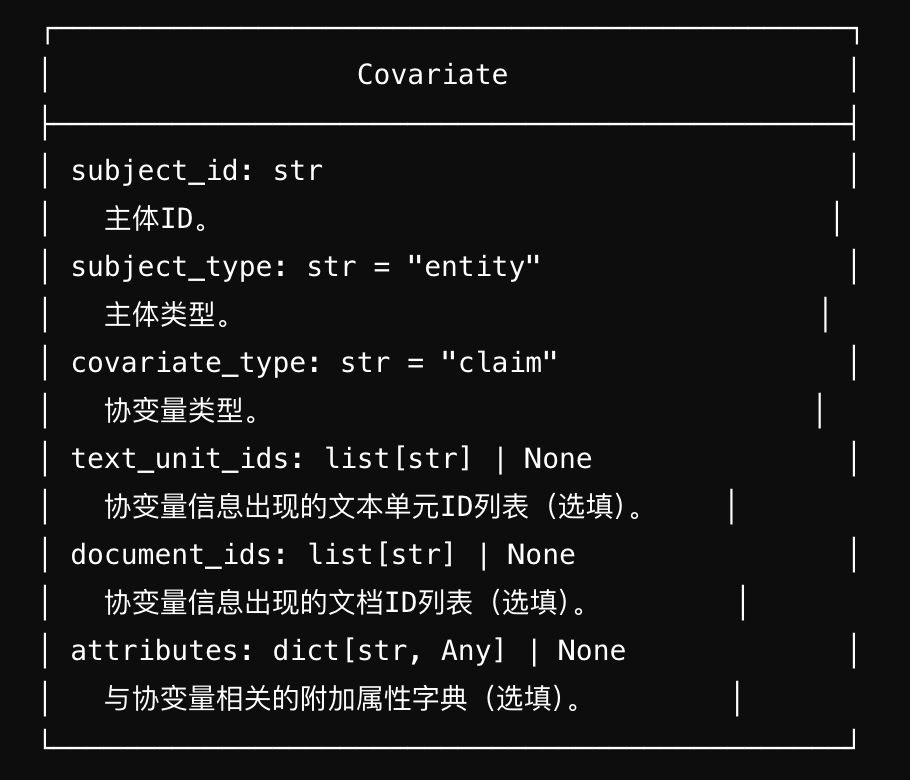 Covariate
subject_id: str
主体ID。
subject_type: str = "entity"
主体类型。
covariate_type: str = "claim"
协变量类型。
text_unit_ids: list[str] | None
协变量信息出现的文本单元ID列表（选填）。
document_ids: list[str] | None
协变量信息出现的文档ID列表（选填）。
attributes: dict[str, Any] | None
与协变量相关的附加属性字典（选填）。